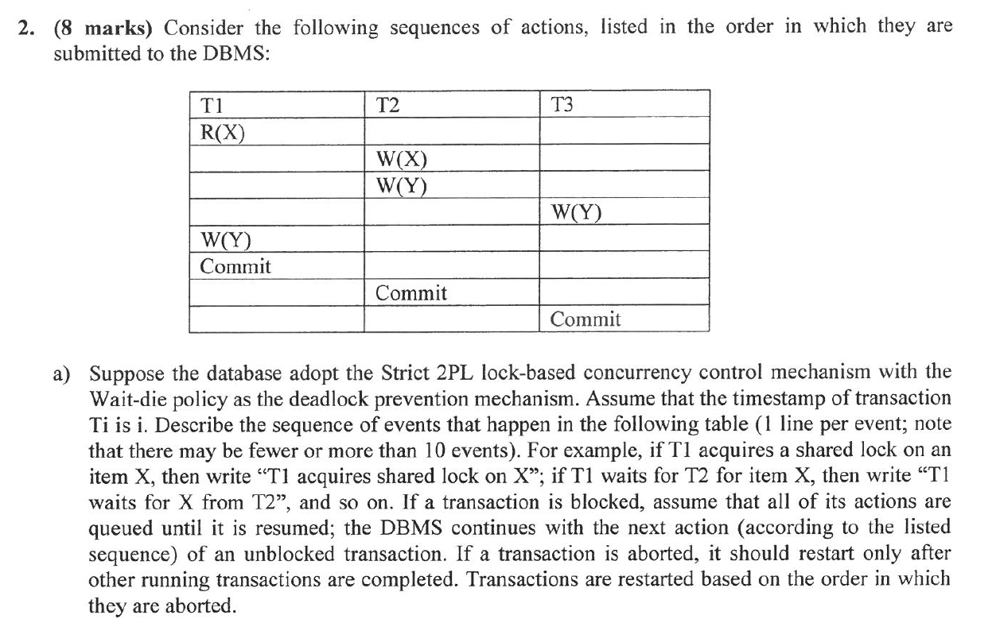 2. (8 marks) Consider the following sequences of actions, listed in the order in which they are
submitted to the DBMS:
T1 T2 T3
R(X)
W(X)
W(Y)
W(Y)
W(Y)
Commit
Commit
Commit
a) Suppose the database adopt the Strict 2PL lock-based concurrency control mechanism with the
Wait-die policy as the deadlock prevention mechanism. Assume that the timestamp of transaction
Ti is i. Describe the sequence of events that happen in the following table (1 line per event; note
that there may be fewer or more than 10 events). For example, if T1 acquires a shared lock on an
item X, then write “T1 acquires shared lock on X”; if T1 waits for T2 for item X, then write “T1
waits for X from T2”, and so on. If a transaction is blocked, assume that all of its actions are
queued until it is resumed; the DBMS continues with the next action (according to the listed
sequence) of an unblocked transaction. If a transaction is aborted, it should restart only after
other running transactions are completed. Transactions are restarted based on the order in which
they are aborted.